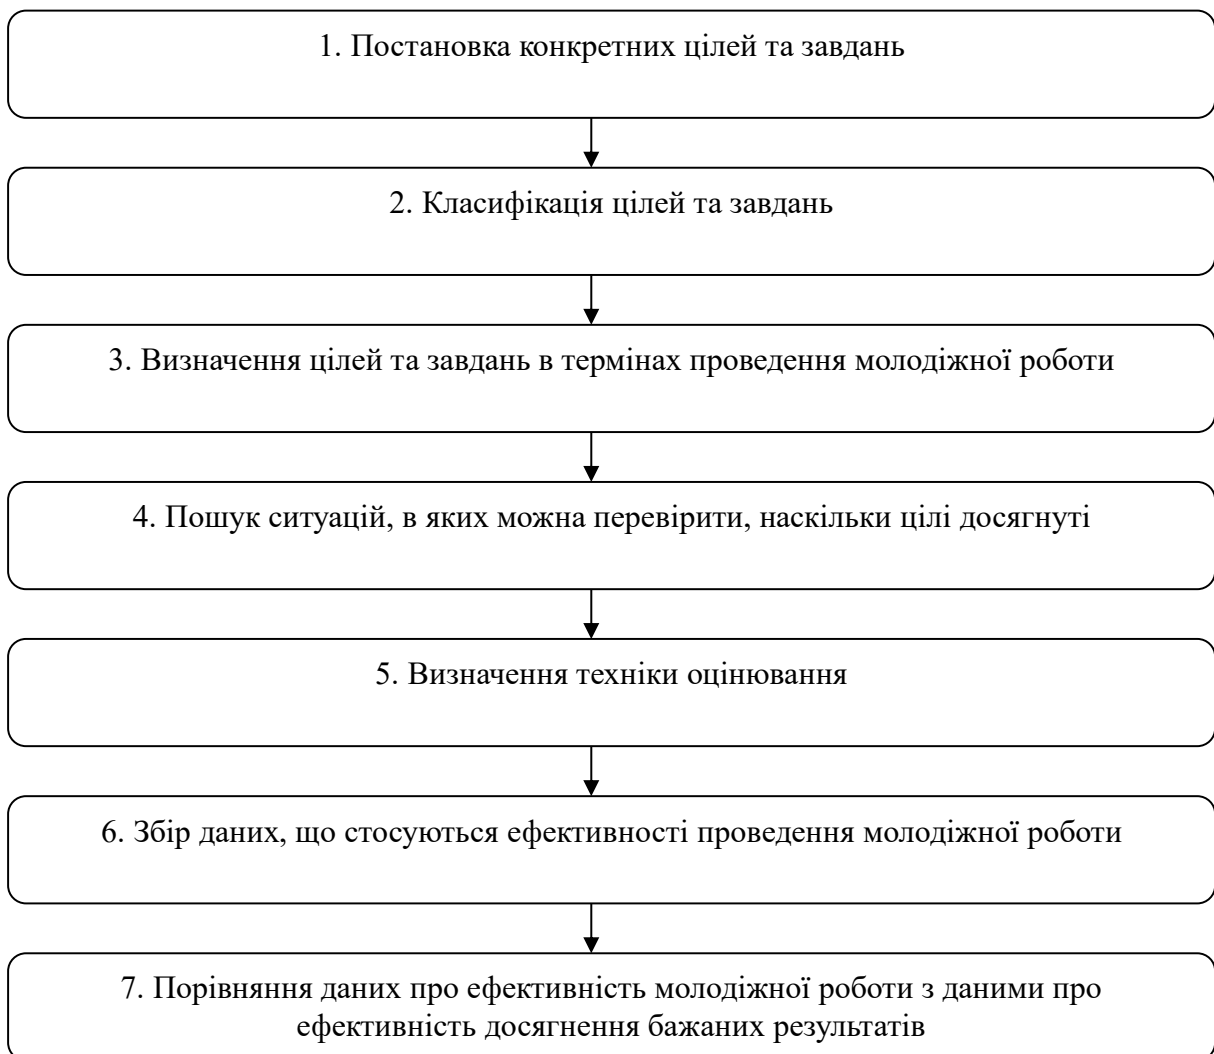 1. Постановка конкретних цілей та завдань
2. Класифікація цілей та завдань
3. Визначення цілей та завдань в термінах проведення молодіжної роботи
4. Пошук ситуацій, в яких можна перевірити, наскільки цілі досягнуті
5. Визначення техніки оцінювання
6. Збір даних, що стосуються ефективності проведення молодіжної роботи
7. Порівняння даних про ефективність молодіжної роботи з даними про
ефективність досягнення бажаних результатів